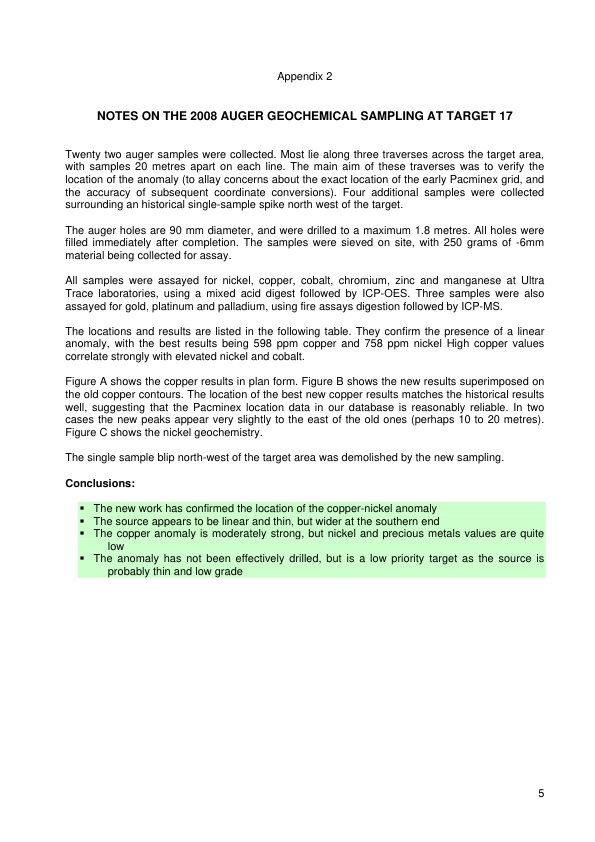 Appendix 2
NOTES ON THE 2008 AUGER GEOCHEMICAL SAMPLING AT TARGET 17
Twenty two auger samples were collected. Most lie along three traverses across the target area,
with samples 20 metres apart on each line. The main aim of these traverses was to verify the
location of the anomaly (to allay concerns about the exact location of the early Pacminex grid, and
the accuracy of subsequent coordinate conversions). Four additional samples were collected
surrounding an historical single-sample spike north west of the target.
The auger holes are 90 mm diameter, and were drilled to a maximum 1.8 metres. All holes were
filled immediately after completion. The samples were sieved on site, with 250 grams of -6mm
material being collected for assay.
All samples were assayed for nickel, copper, cobalt, chromium, zinc and manganese at Ultra
Trace laboratories, using a mixed acid digest followed by ICP-OES. Three samples were also
assayed for gold, platinum and palladium, using fire assays digestion followed by ICP-MS.
The locations and results are listed in the following table. They confirm the presence of a linear
anomaly, with the best results being 598 ppm copper and 758 ppm nickel High copper values
correlate strongly with elevated nickel and cobalt.
Figure A shows the copper results in plan form. Figure B shows the new results superimposed on
the old copper contours. The location of the best new copper results matches the historical results
well, suggesting that the Pacminex location data in our database is reasonably reliable. In two
cases the new peaks appear very slightly to the east of the old ones (perhaps 10 to 20 metres).
Figure C shows the nickel geochemistry.
The single sample blip north-west of the target area was demolished by the new sampling.
Conclusions:
▪ The new work has confirmed the location of the copper-nickel anomaly
▪ The source appears to be linear and thin, but wider at the southern end
▪ The copper anomaly is moderately strong, but nickel and precious metals values are quite
low
▪ The anomaly has not been effectively drilled, but is a low priority target as the source is
probably thin and low grade
5